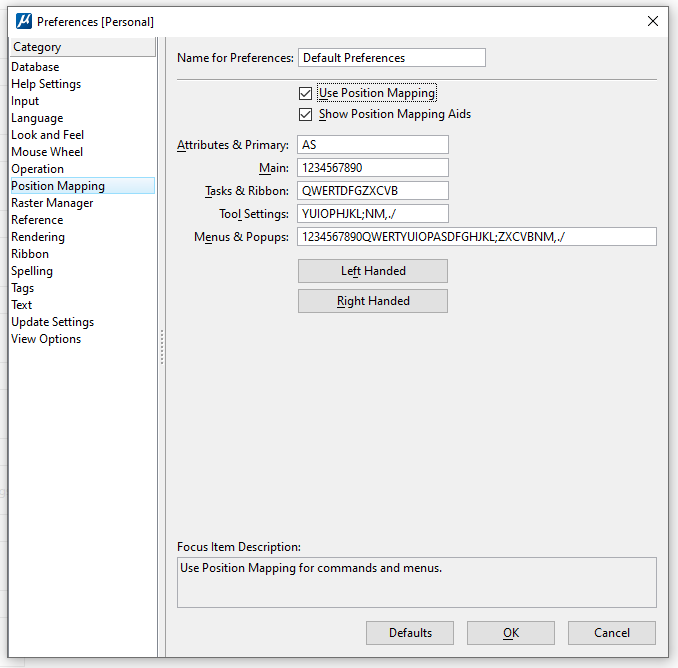 Preferences [Personal]
Category
Database
Help Settings
Input
Language
Look and Feel
Mouse Wheel
Operation
Position Mapping
Raster Manager
Reference
Rendering
Ribbon
Spelling
Tags
Text
Update Settings
View Options
Name for Preferences: Default Preferences
Use Position Mapping
Show Position Mapping Aids
Attributes & Primary: AS
Main: 1234567890
Tasks & Ribbon: QWERTDFGZXCVB
Tool Settings: YUIOPHJKL;NM,./
Menus & Popups: 1234567890QWERTYUIOPASDFGHJKL;ZXCVBNM,./
Left Handed
Right Handed
Focus Item Description:
Use Position Mapping for commands and menus.
Defaults OK Cancel